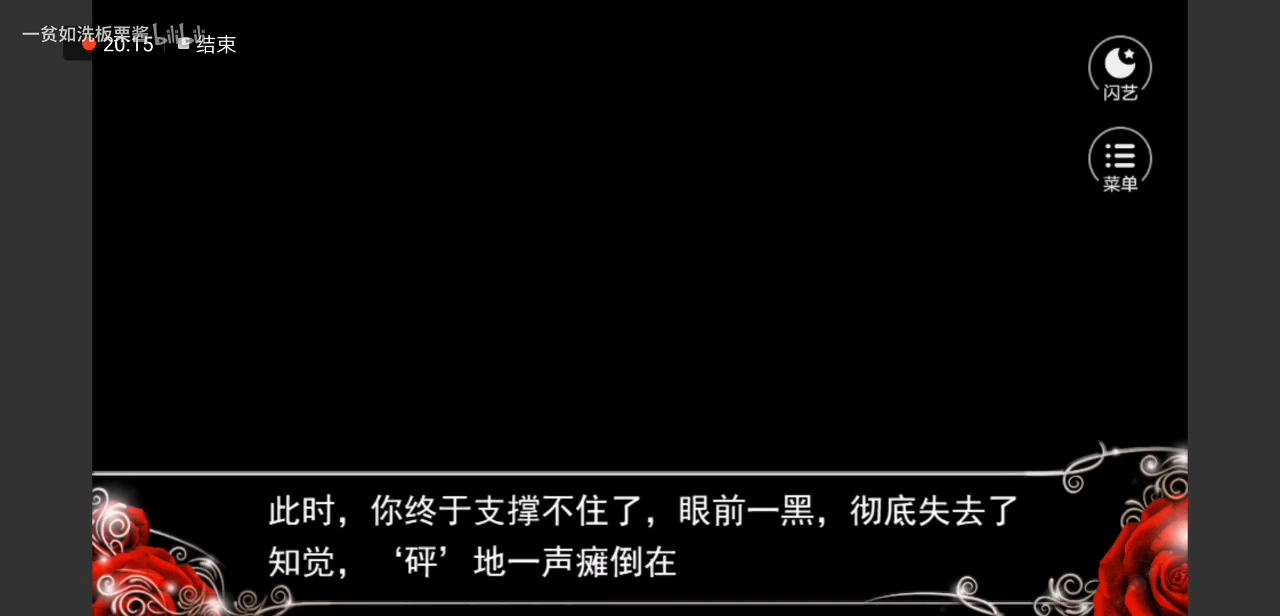 一贫如洗板栗酱 bilibili
20:15 结束
闪艺
菜单
此时，你终于支撑不住了，眼前一黑，彻底失去了
知觉，‘砰’地一声瘫倒在